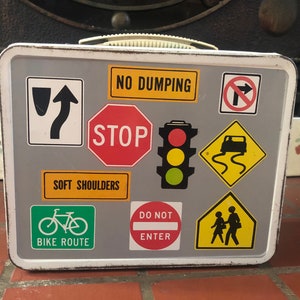 NO DUMPING
STOP
SOFT SHOULDERS
BIKE ROUTE
DO NOT
ENTER